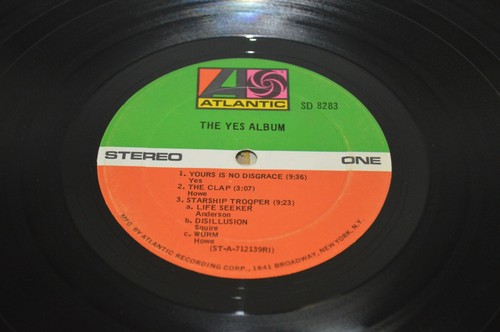 ATLANTIC
SD 8283
THE YES ALBUM
STEREO
ONE
1. YOURS IS NO DISGRACE (9:36)
Yes
2. THE CLAP (3:07)
Howe
3. STARSHIP TROOPER (9:23)
a. LIFE SEEKER
Anderson
b. DISILLUSION
Squire
c. WURM
Howe
(ST-A-712139R1)
MFG. BY ATLANTIC RECORDING CORP., 1841 BROADWAY, NEW YORK, N.Y.